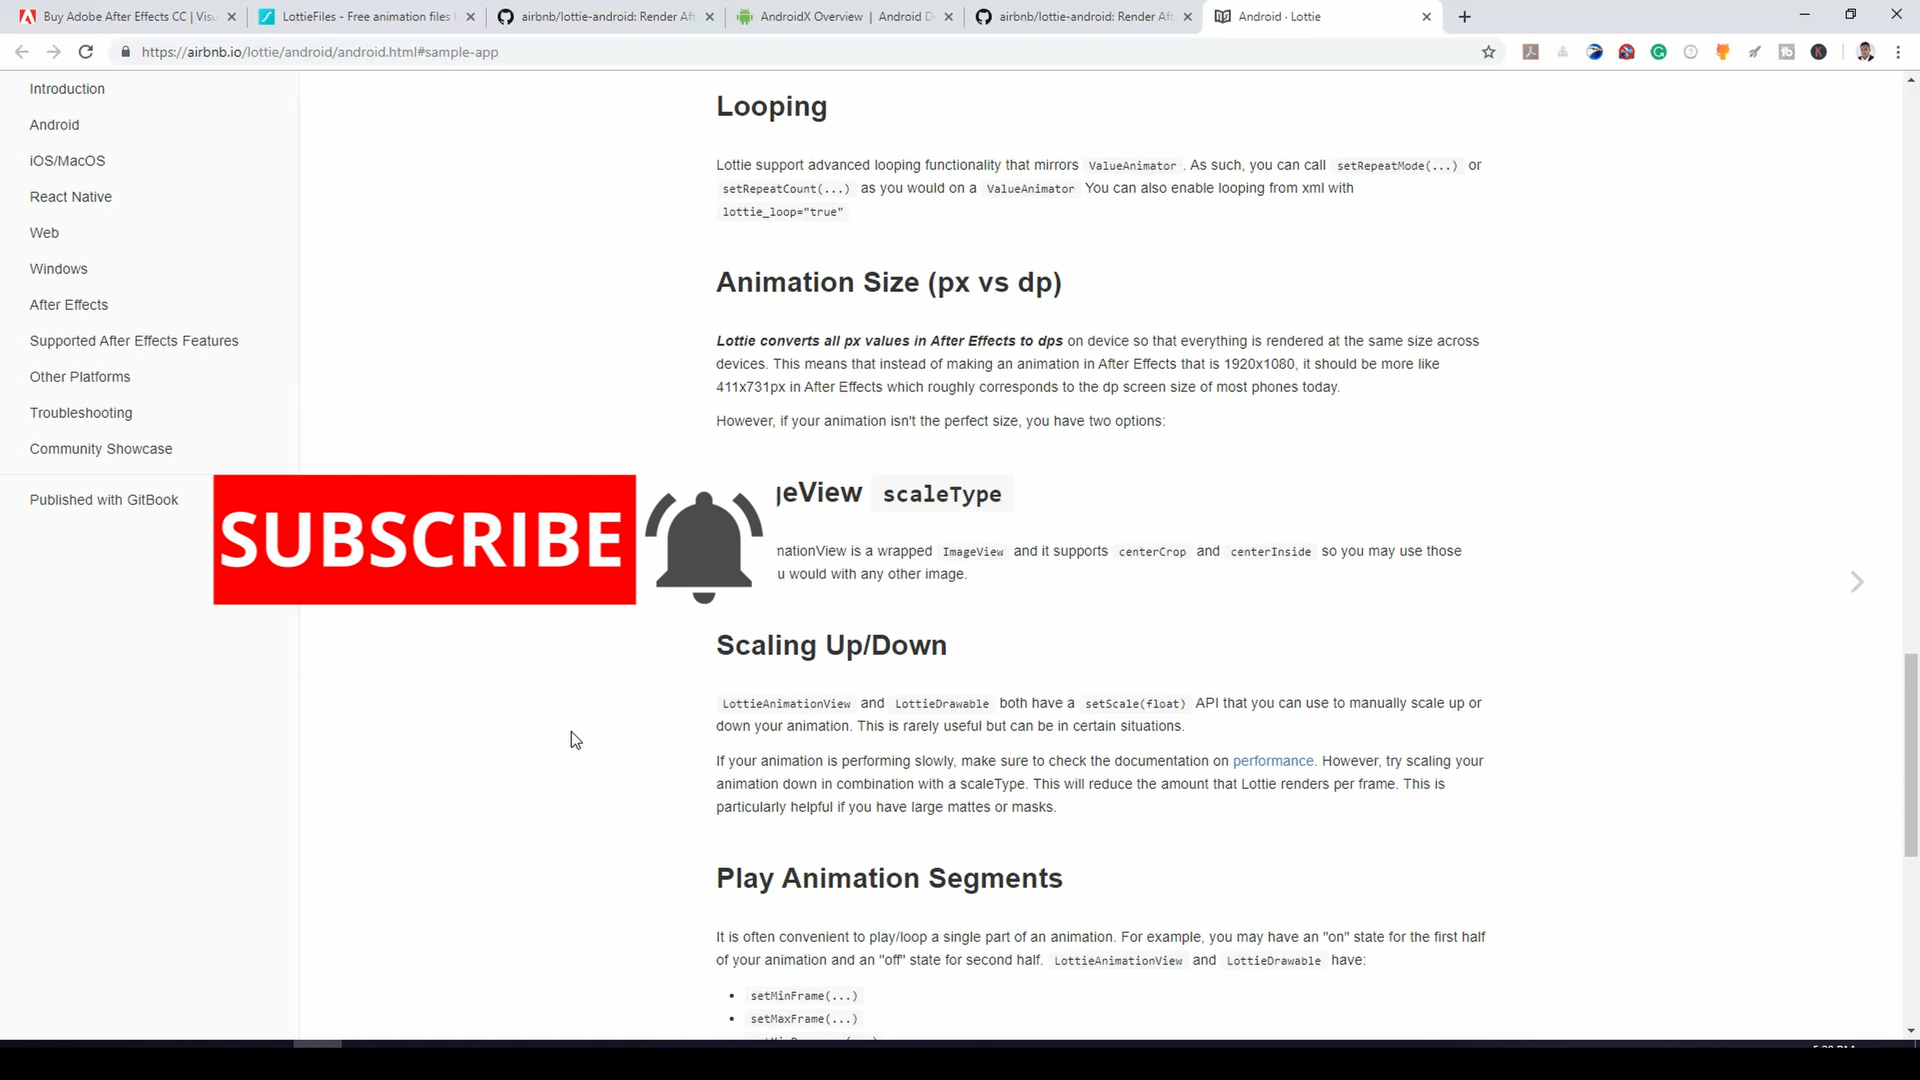 Buy Adobe After Effects CC | Visu
LottieFiles - Free animation files
airbnb/lottie-android: Render Aft
AndroidX Overview | Android D
airbnb/lottie-android: Render Aft
Android · Lottie
https://airbnb.io/lottie/android/android.html#sample-app
Introduction
Android
iOS/MacOS
React Native
Web
Windows
After Effects
Supported After Effects Features
Other Platforms
Troubleshooting
Community Showcase
Published with GitBook
SUBSCRIBE
Looping
Lottie support advanced looping functionality that mirrors ValueAnimator . As such, you can call setRepeatMode(...) or
setRepeatCount(...) as you would on a ValueAnimator You can also enable looping from xml with
lottie_loop="true"
Animation Size (px vs dp)
Lottie converts all px values in After Effects to dps on device so that everything is rendered at the same size across
devices. This means that instead of making an animation in After Effects that is 1920x1080, it should be more like
411x731px in After Effects which roughly corresponds to the dp screen size of most phones today.
However, if your animation isn't the perfect size, you have two options:
geView scaleType
nationView is a wrapped ImageView and it supports centerCrop and centerInside so you may use those
u would with any other image.
Scaling Up/Down
LottieAnimationView and LottieDrawable both have a setScale(float) API that you can use to manually scale up or
down your animation. This is rarely useful but can be in certain situations.
If your animation is performing slowly, make sure to check the documentation on performance. However, try scaling your
animation down in combination with a scaleType. This will reduce the amount that Lottie renders per frame. This is
particularly helpful if you have large mattes or masks.
Play Animation Segments
It is often convenient to play/loop a single part of an animation. For example, you may have an "on" state for the first half
of your animation and an "off" state for second half. LottieAnimationView and LottieDrawable have:
• setMinFrame(...)
• setMaxFrame(...)